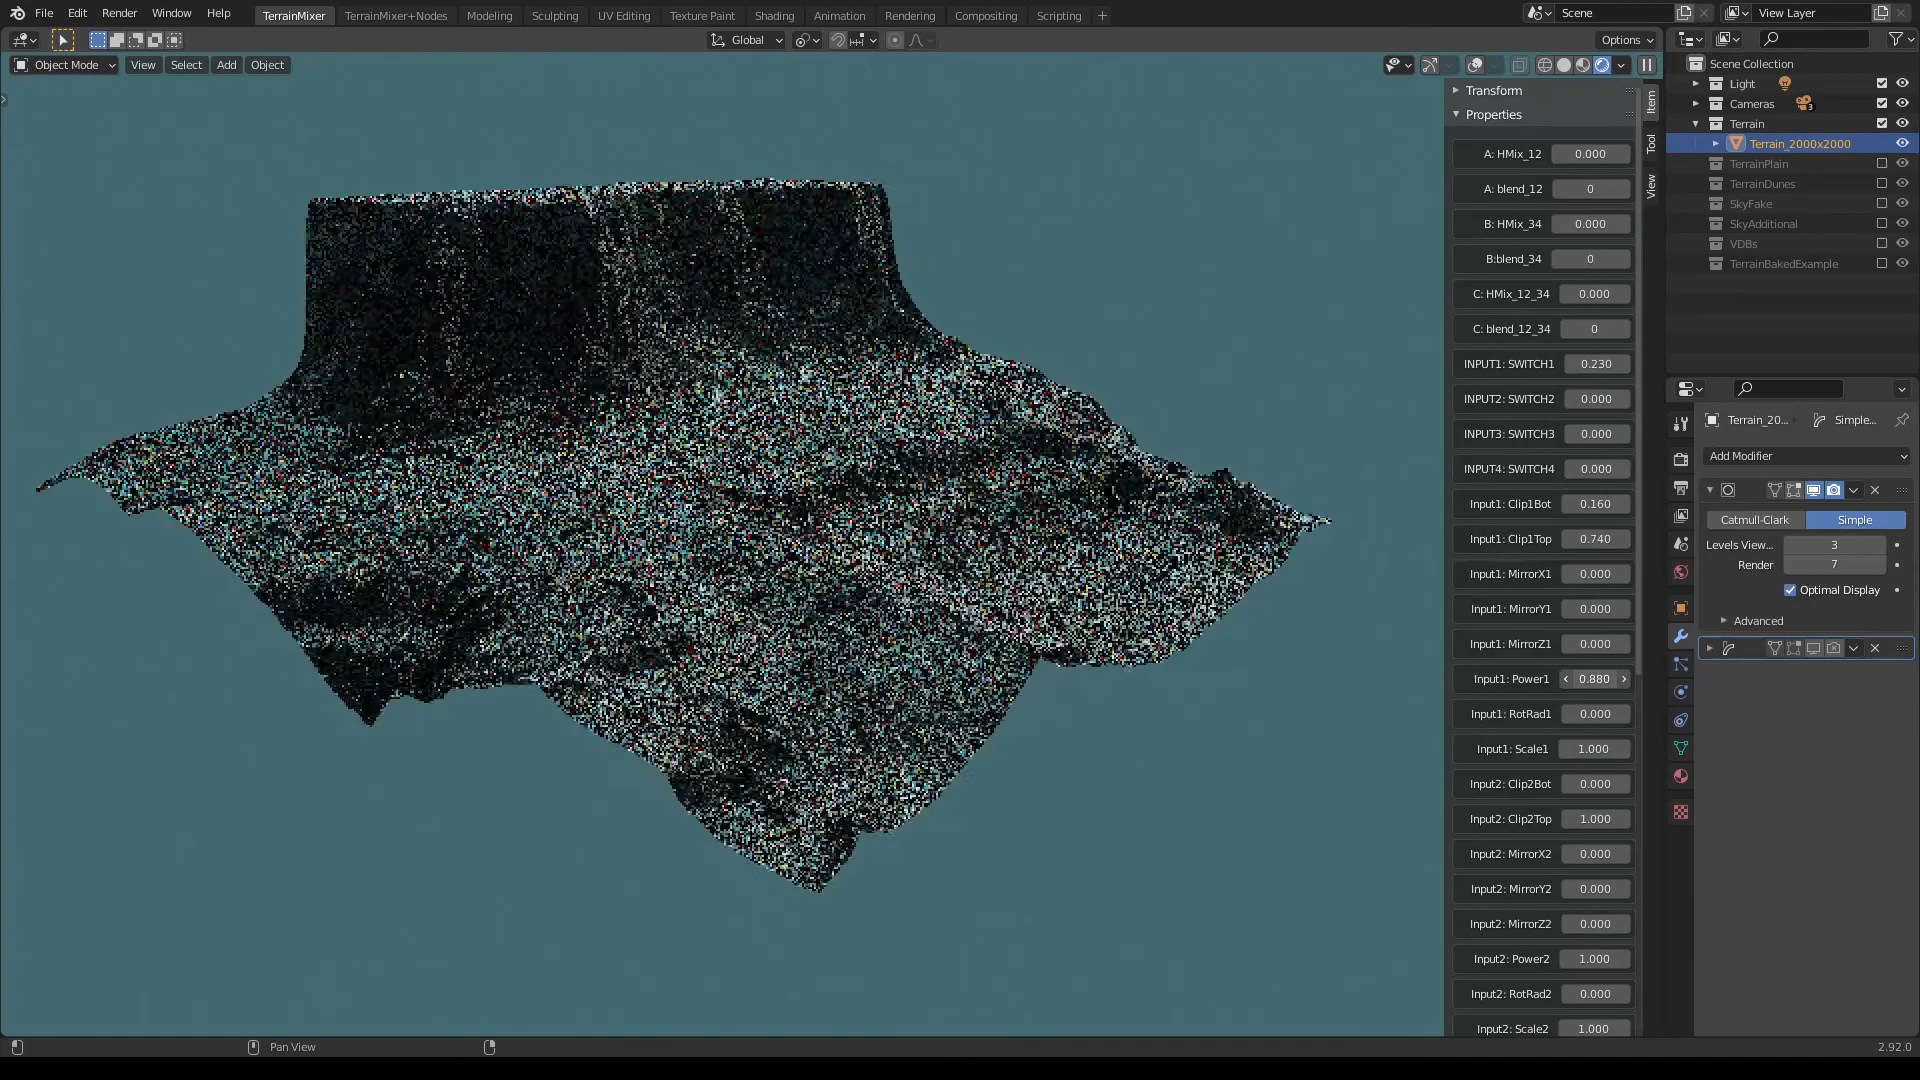 File Edit Render Window Help TerrainMixer TerrainMixer+Nodes Modeling Sculpting UV Editing Texture Paint Shading Animation Rendering Compositing Scripting + Scene View Layer
Global Options
Object Mode View Select Add Object
Transform
Properties
A: HMix_12 0.000
A: blend_12 0
B: HMix_34 0.000
B:blend_34 0
C: HMix_12_34 0.000
C: blend_12_34 0
INPUT1: SWITCH1 0.230
INPUT2: SWITCH2 0.000
INPUT3: SWITCH3 0.000
INPUT4: SWITCH4 0.000
Input1: Clip1Bot 0.160
Input1: Clip1Top 0.740
Input1: MirrorX1 0.000
Input1: MirrorY1 0.000
Input1: MirrorZ1 0.000
Input1: Power1 0.880
Input1: RotRad1 0.000
Input1: Scale1 1.000
Input2: Clip2Bot 0.000
Input2: Clip2Top 1.000
Input2: MirrorX2 0.000
Input2: MirrorY2 0.000
Input2: MirrorZ2 0.000
Input2: Power2 1.000
Input2: RotRad2 0.000
Input2: Scale2 1.000
Item
Tool
View
Scene Collection
Light
Cameras 3
Terrain
Terrain_2000x2000
TerrainPlain
TerrainDunes
SkyFake
SkyAdditional
VDBs
TerrainBakedExample
Terrain_20... Simple...
Add Modifier
Catmull-Clark Simple
Levels View... 3
Render 7
Optimal Display
Advanced
Pan View 2.92.0